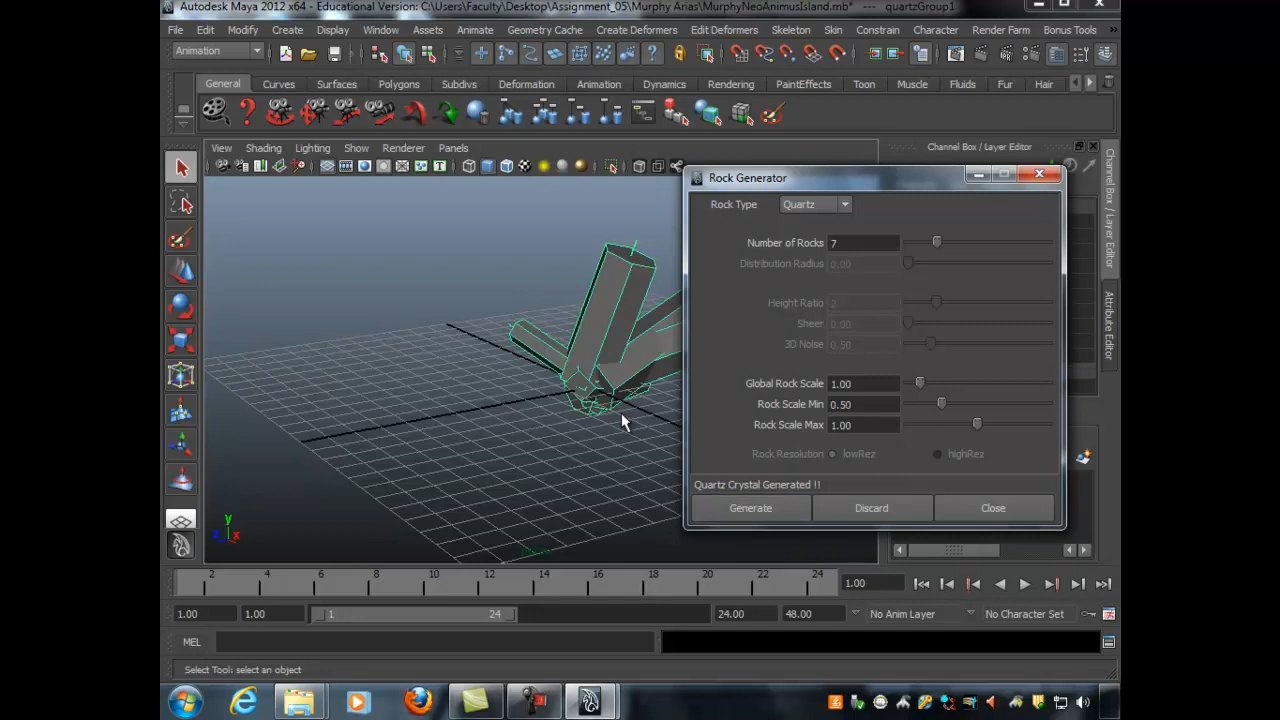 Autodesk Maya 2012 x64 - Educational Version: C:\Users\Faculty\Desktop\Assignment_05\Murphy Arias\MurphyNeoAnimusIsland.mb* --- quartzGroup1
File Edit Modify Create Display Window Assets Animate Geometry Cache Create Deformers Edit Deformers Skeleton Skin Constrain Character Render Farm Bonus Tools »
Animation
General Curves Surfaces Polygons Subdivs Deformation Animation Dynamics Rendering PaintEffects Toon Muscle Fluids Fur Hair
View Shading Lighting Show Renderer Panels
Channel Box / Layer Editor
Channel Box / Layer Editor
Attribute Editor
Rock Generator
Rock Type Quartz
Number of Rocks 7
Distribution Radius 0.00
Height Ratio 2
Sheer 0.00
3D Noise 0.50
Global Rock Scale 1.00
Rock Scale Min 0.50
Rock Scale Max 1.00
Rock Resolution lowRez highRez
Quartz Crystal Generated !!
Generate Discard Close
y
z x
persp
2 4 6 8 10 12 14 16 18 20 22 24 1.00
1.00 1.00 1 24 24.00 48.00 No Anim Layer No Character Set
MEL
Select Tool: select an object